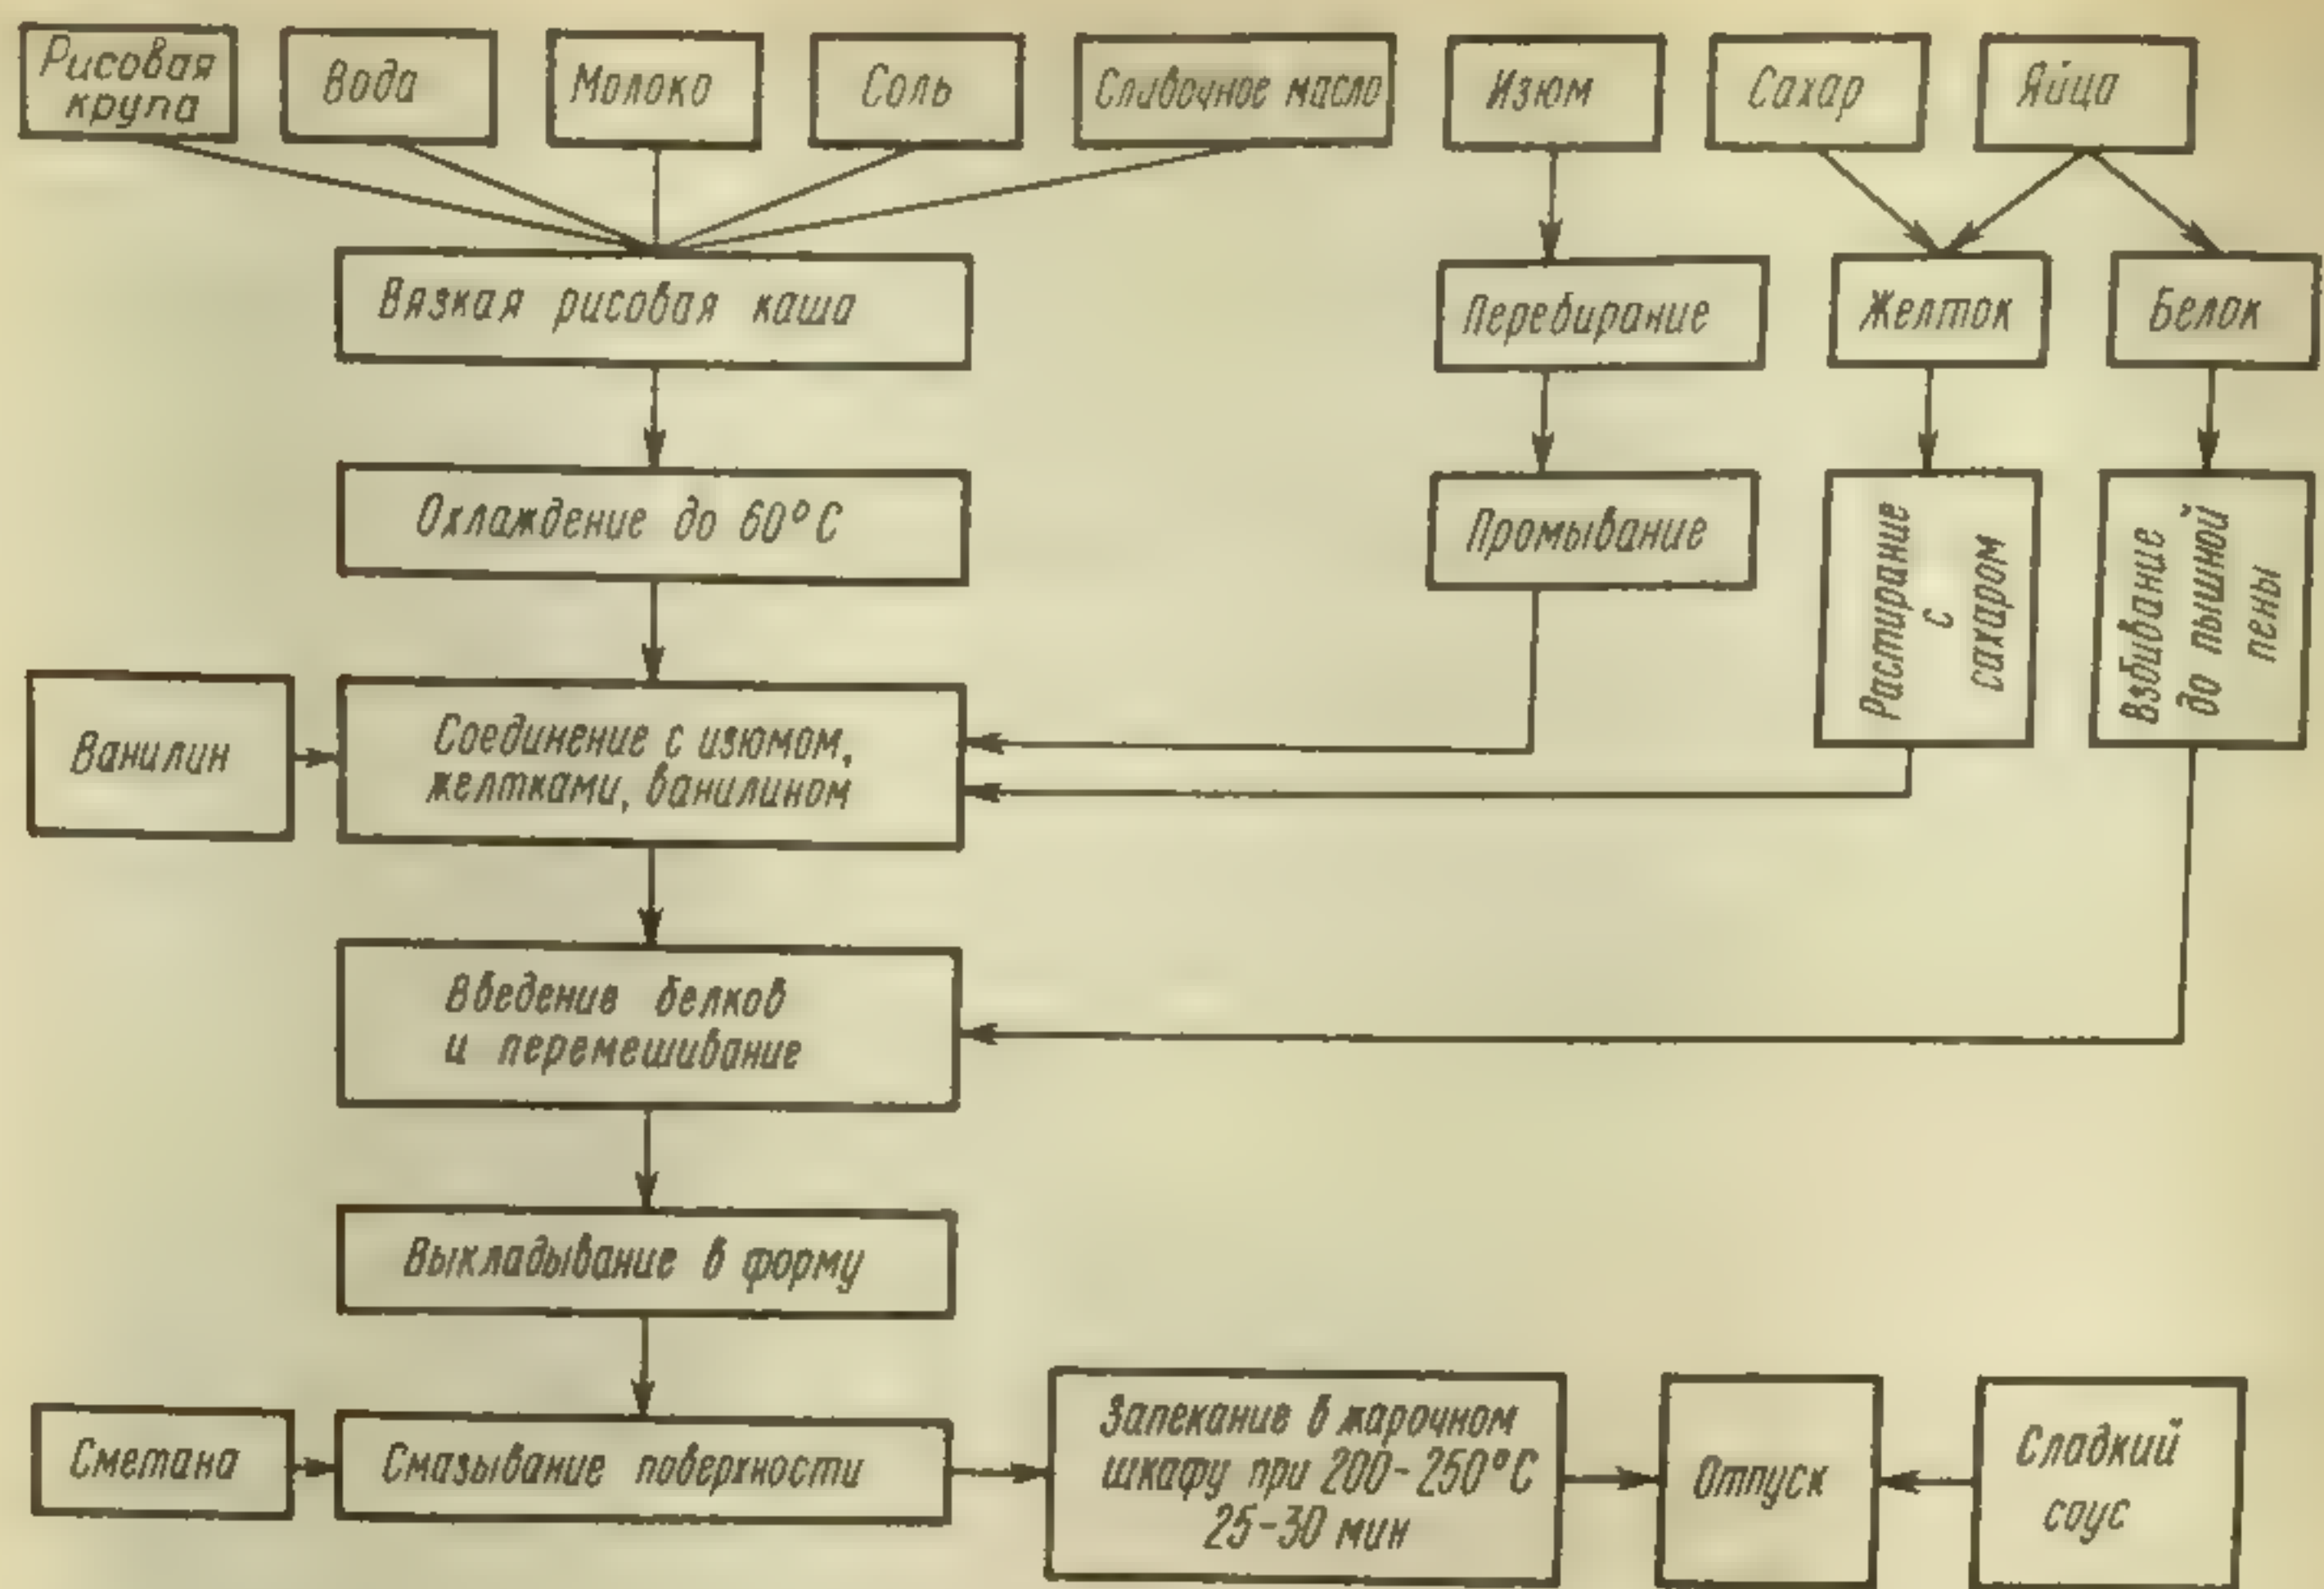 Рисовая
крупа
Вода
Молоко
Соль
Сливочное масло
Изюм
Сахар
Яйца
Вязкая рисовая каша
Перебирание
Желток
Белок
Охлаждение до 60°С
Промывание
Растирание
с
сахаром
Взбивание
до пышной
пены
Ванилин
Соединение с изюмом,
желтками, ванилином
Введение белков
и перемешивание
Выкладывание в форму
Сметана
Смазывание поверхности
Запекание в жарочном
шкафу при 200-250°С
25-30 мин
Отпуск
Сладкий
соус